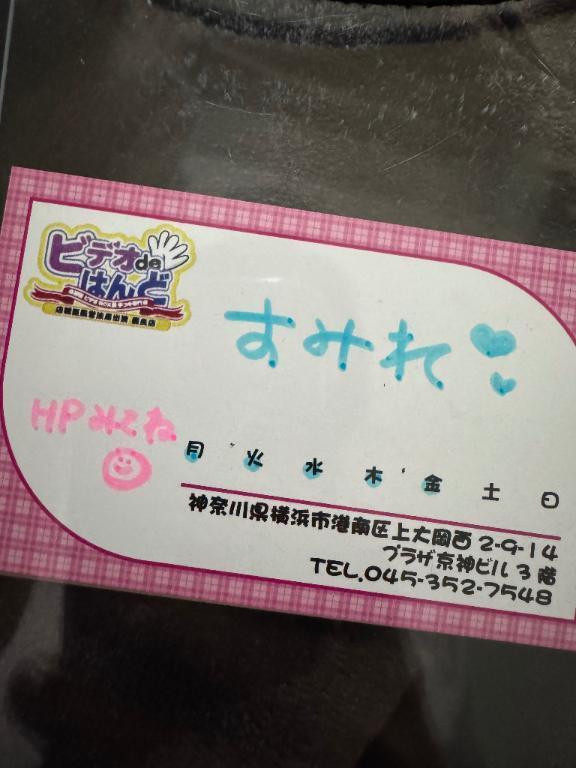 ビデオde
はんど
すみれ
HPみてね
月 火 水 木 金 土 日
神奈川県横浜市港南区上大岡西2-9-14
プラザ京神ビル3階
TEL.045-352-7548